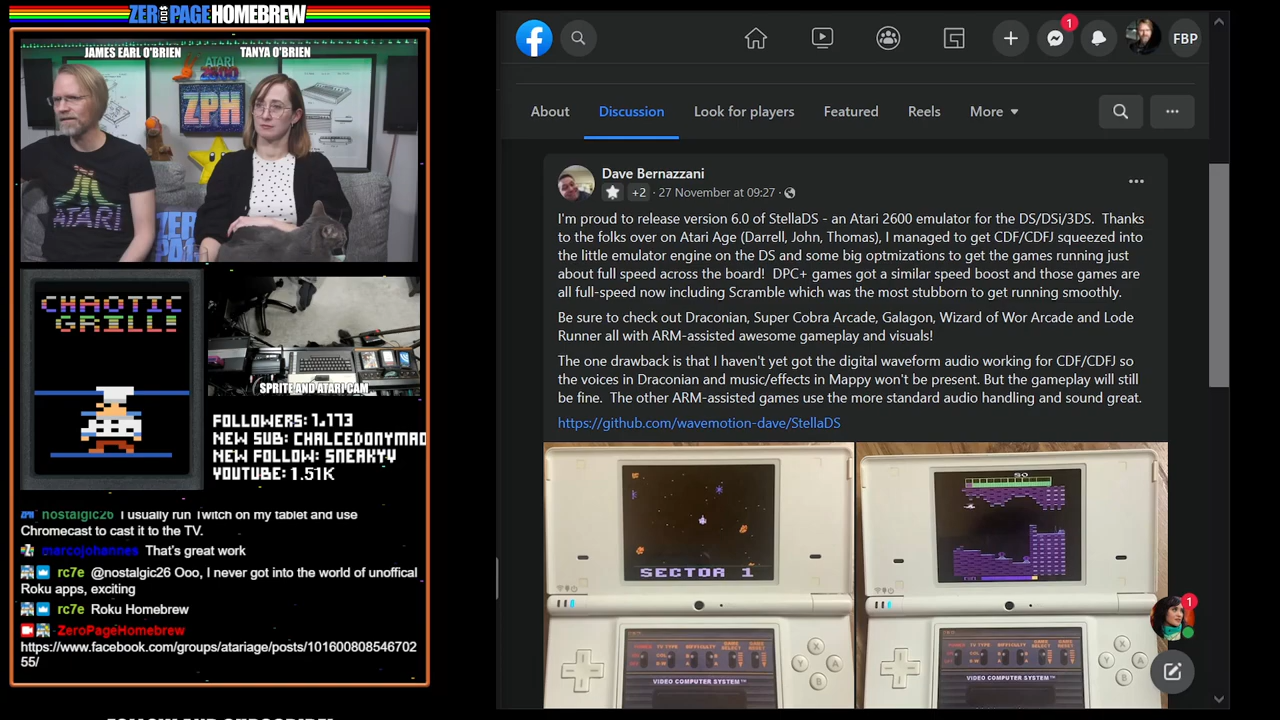 ZEROPAGE HOMEBREW
JAMES EARL O'BRIEN
TANYA O'BRIEN
ATARI
2600
ZPH
ATARI
CHAOTIC
GRILL!
SPRITE AND ATARI CAM
FOLLOWERS: 1,173
NEW SUB: CHALCEDONYMAD
NEW FOLLOW: SNEAKTY
YOUTUBE: 1.51K
nostalgic26 I usually run Twitch on my tablet and use
Chromecast to cast it to the TV.
marcojohannes That's great work
rc7e @nostalgic26 Ooo, I never got into the world of unoffical
Roku apps, exciting
rc7e Roku Homebrew
ZeroPageHomebrew
https://www.facebook.com/groups/atariage/posts/101600808546702
55/
FOLLOW AND SUBSCRIBE!
1
FBP
About
Discussion
Look for players
Featured
Reels
More
Dave Bernazzani
+2 · 27 November at 09:27 ·
I'm proud to release version 6.0 of StellaDS - an Atari 2600 emulator for the DS/DSi/3DS. Thanks
to the folks over on Atari Age (Darrell, John, Thomas), I managed to get CDF/CDFJ squeezed into
the little emulator engine on the DS and some big optmizations to get the games running just
about full speed across the board! DPC+ games got a similar speed boost and those games are
all full-speed now including Scramble which was the most stubborn to get running smoothly.
Be sure to check out Draconian, Super Cobra Arcade, Galagon, Wizard of Wor Arcade and Lode
Runner all with ARM-assisted awesome gameplay and visuals!
The one drawback is that I haven't yet got the digital waveform audio working for CDF/CDFJ so
the voices in Draconian and music/effects in Mappy won't be present. But the gameplay will still
be fine. The other ARM-assisted games use the more standard audio handling and sound great.
https://github.com/wavemotion-dave/StellaDS
SECTOR 1
VIDEO COMPUTER SYSTEM™
X
Y
A
B
VIDEO COMPUTER SYSTEM™
X
Y
A
B
1